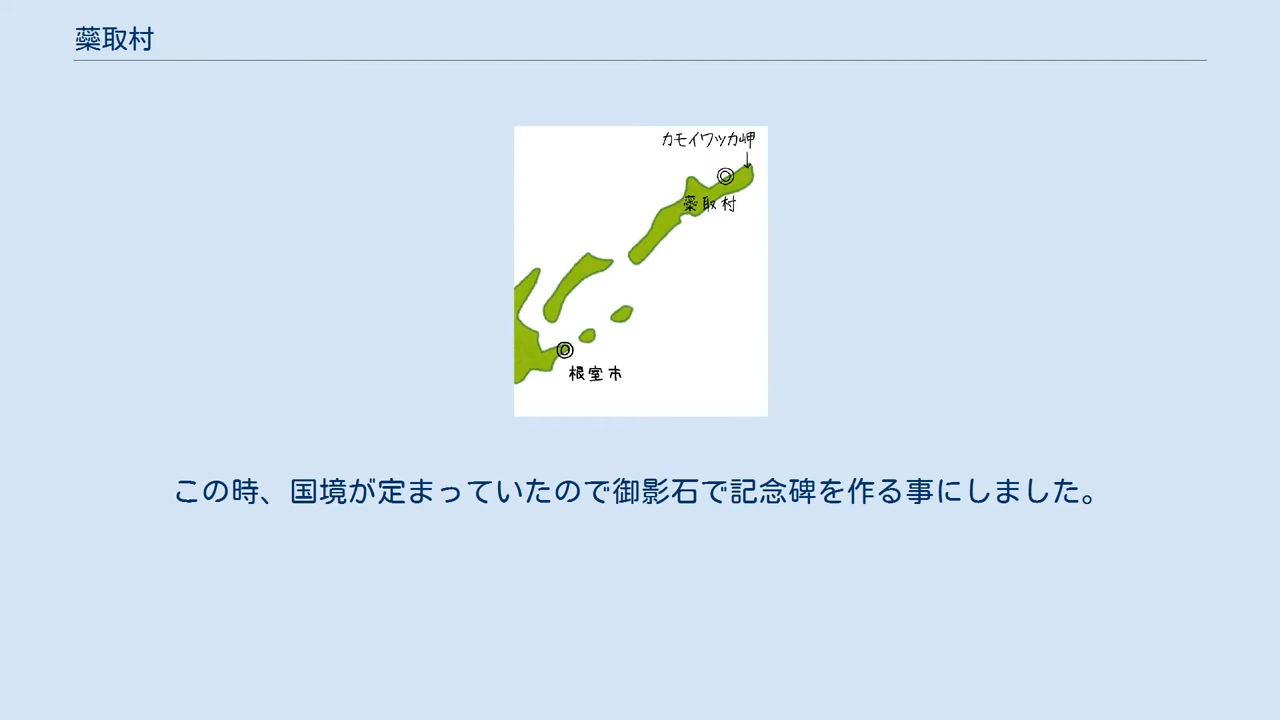 蘂取村
カモイワッカ岬
蘂取村
根室市
この時、国境が定まっていたので御影石で記念碑を作る事にしました。